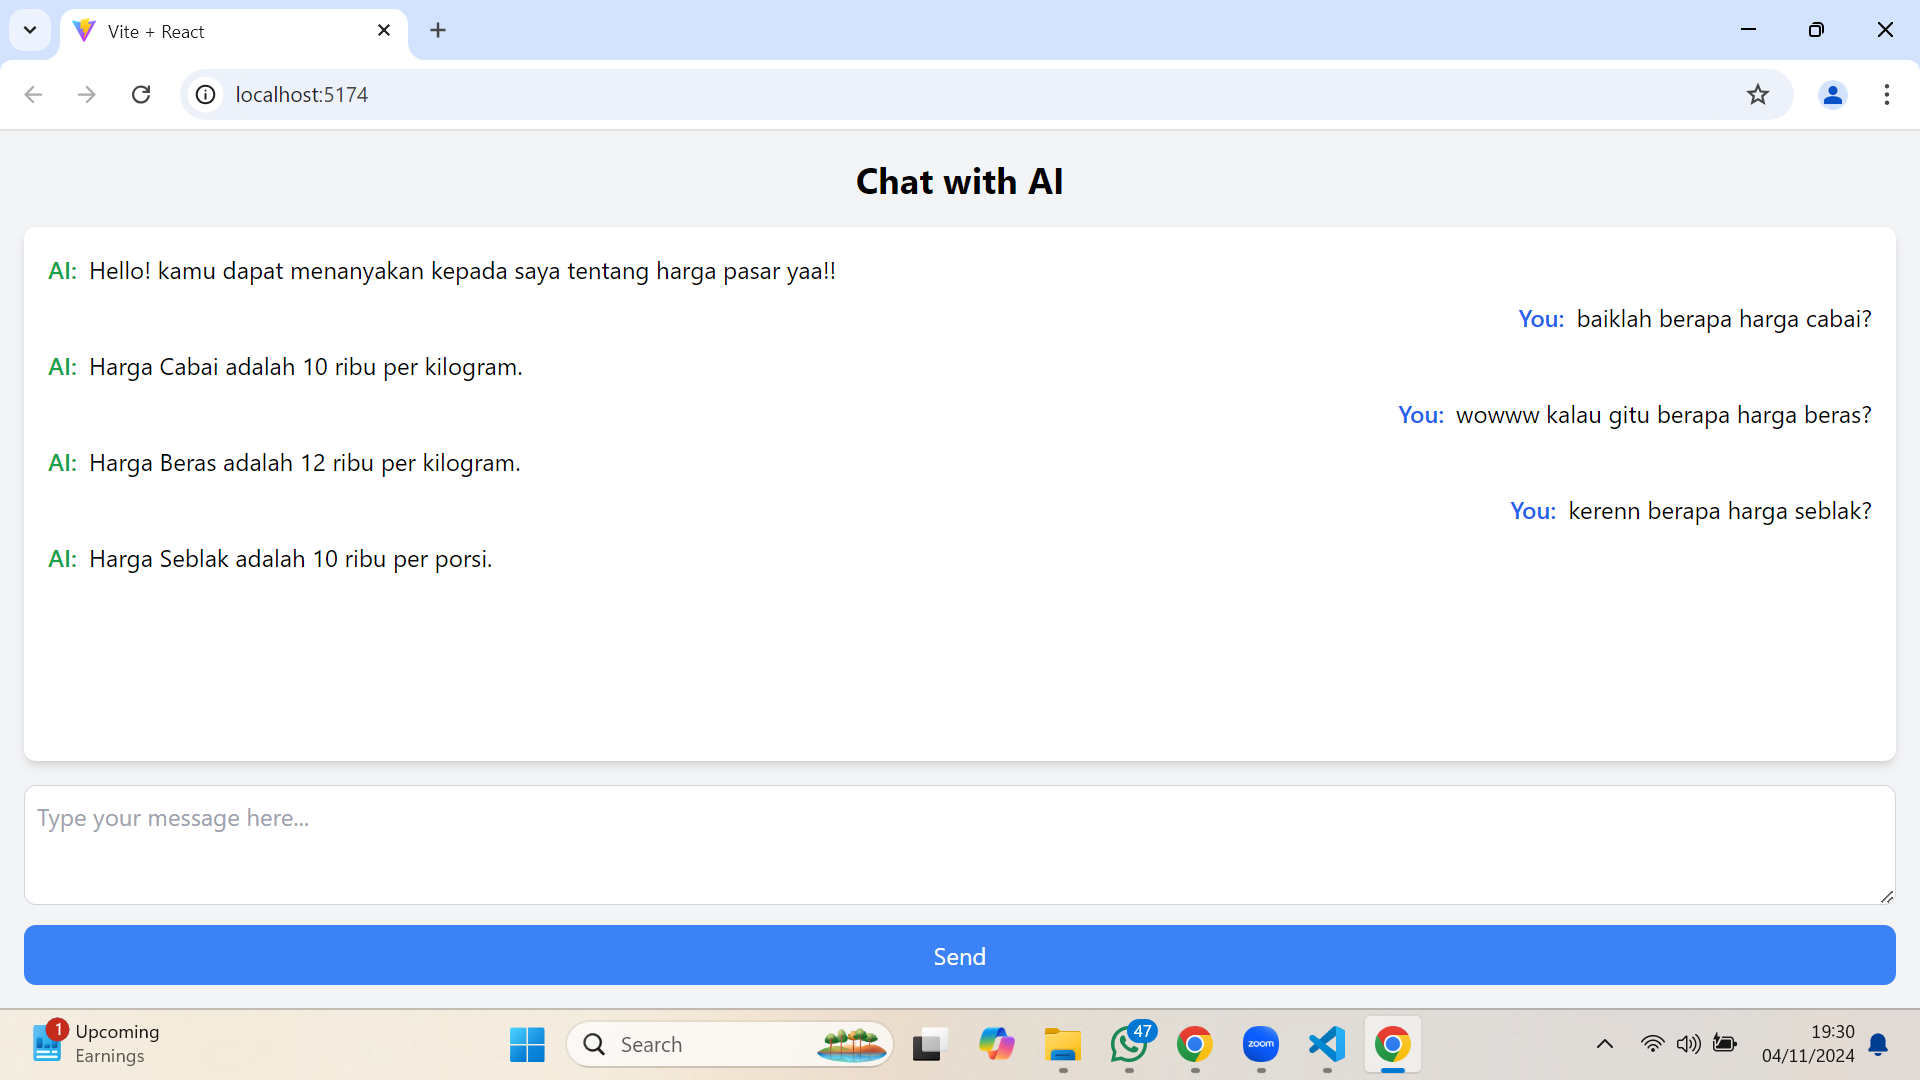 Vite + React
localhost:5174
Chat with AI
AI: Hello! kamu dapat menanyakan kepada saya tentang harga pasar yaa!!
You: baiklah berapa harga cabai?
AI: Harga Cabai adalah 10 ribu per kilogram.
You: wowww kalau gitu berapa harga beras?
AI: Harga Beras adalah 12 ribu per kilogram.
You: kerenn berapa harga seblak?
AI: Harga Seblak adalah 10 ribu per porsi.
Type your message here...
Send
1
Upcoming
Earnings
Search
47
zoom
19:30
04/11/2024